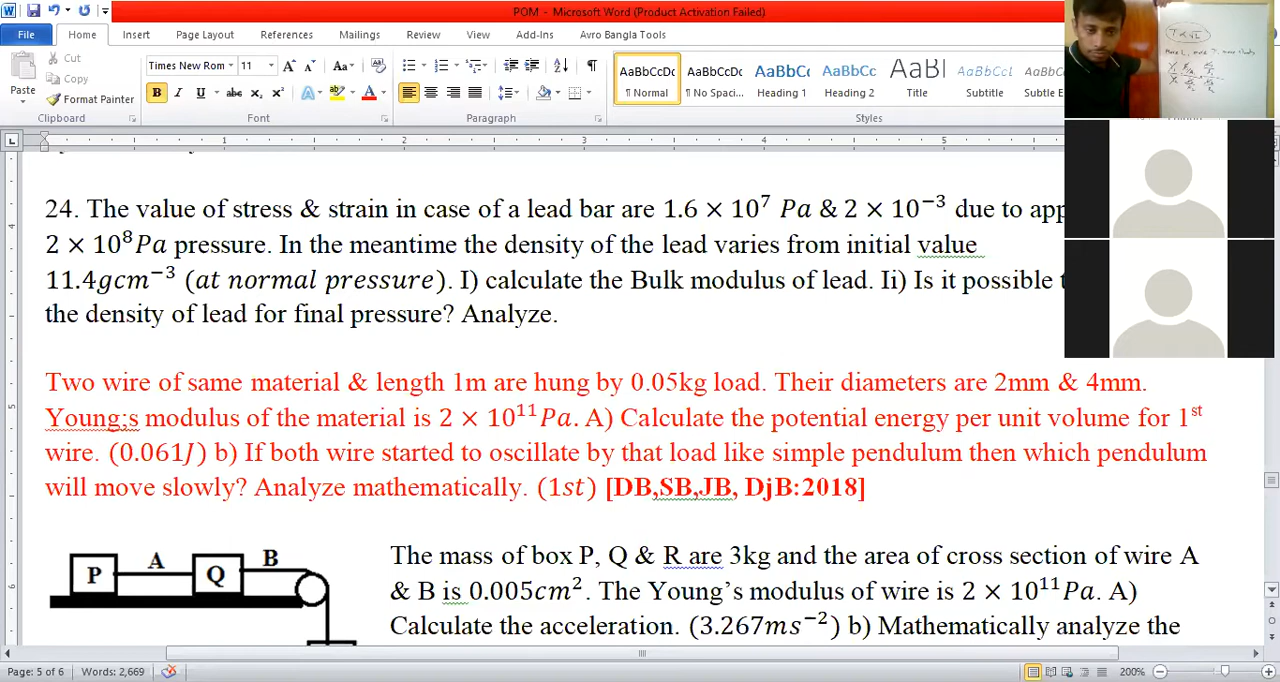 POM - Microsoft Word (Product Activation Failed)
File Home Insert Page Layout References Mailings Review View Add-Ins Avro Bangla Tools
Cut
Copy
Paste Format Painter
Times New Rom 11
AaBbCcDc AaBbCcDc AaBbCc AaBbCc AaBl AaBbCcDc
¶ Normal ¶ No Spaci... Heading 1 Heading 2 Title Subtitle Subtle E
Clipboard Font Paragraph Styles
1 2 3 4 5
24. The value of stress & strain in case of a lead bar are 1.6 × 10⁷ Pa & 2 × 10⁻³ due to app
2 × 10⁸Pa pressure. In the meantime the density of the lead varies from initial value
11.4gcm⁻³ (at normal pressure). I) calculate the Bulk modulus of lead. Ii) Is it possible
the density of lead for final pressure? Analyze.
Two wire of same material & length 1m are hung by 0.05kg load. Their diameters are 2mm & 4mm.
Young;s modulus of the material is 2 × 10¹¹Pa. A) Calculate the potential energy per unit volume for 1ˢᵗ
wire. (0.061J) b) If both wire started to oscillate by that load like simple pendulum then which pendulum
will move slowly? Analyze mathematically. (1st) [DB,SB,JB, DjB:2018]
P A Q B
The mass of box P, Q & R are 3kg and the area of cross section of wire A
& B is 0.005cm². The Young’s modulus of wire is 2 × 10¹¹Pa. A)
Calculate the acceleration. (3.267ms⁻²) b) Mathematically analyze the
Page: 5 of 6 Words: 2,669 200%